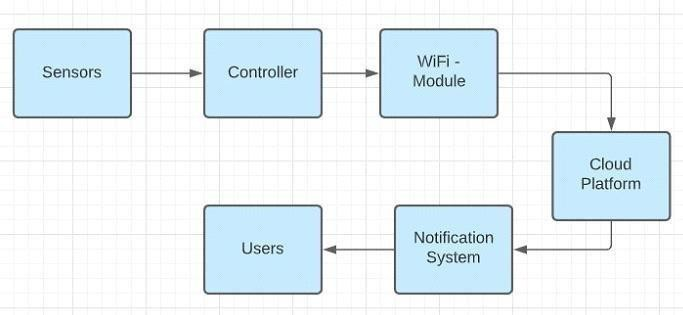 Sensors
Controller
WiFi -
Module
Cloud
Platform
Notification
System
Users